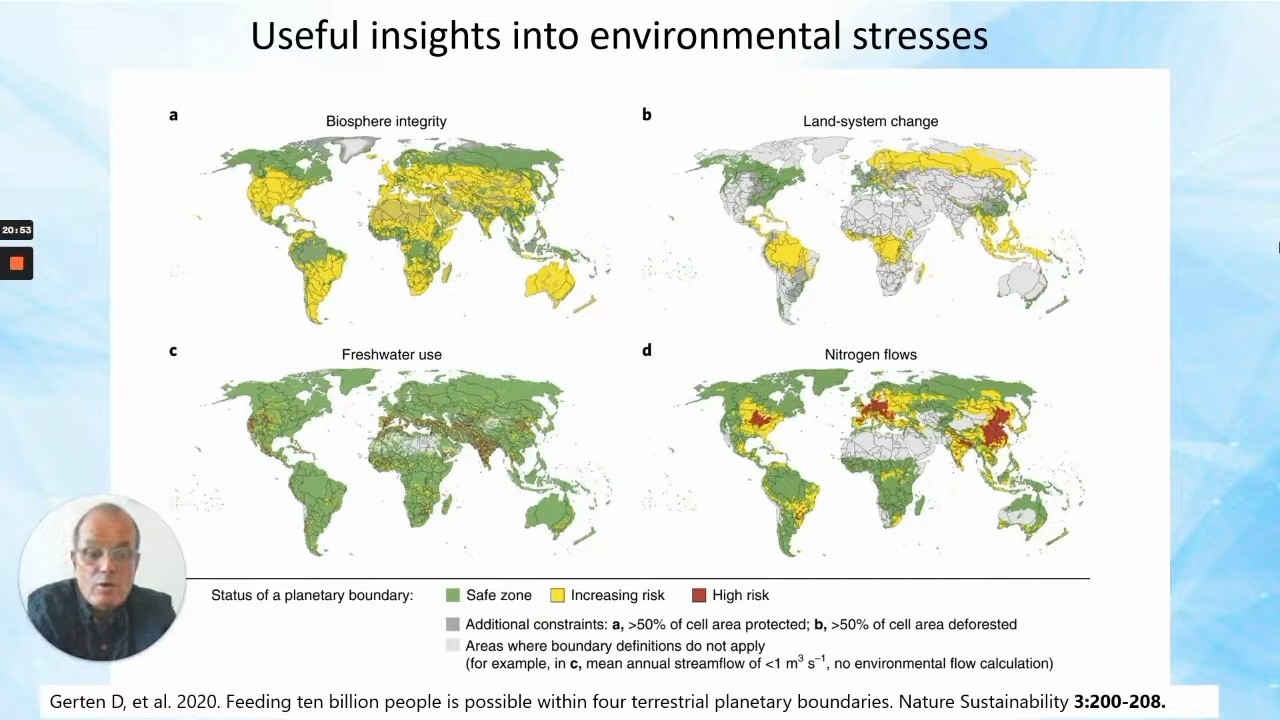 Useful insights into environmental stresses
a
Biosphere integrity
b
Land-system change
20:53
c
Freshwater use
d
Nitrogen flows
Status of a planetary boundary:
Safe zone
Increasing risk
High risk
Additional constraints: a, >50% of cell area protected; b, >50% of cell area deforested
Areas where boundary definitions do not apply
(for example, in c, mean annual streamflow of <1 m³ s⁻¹, no environmental flow calculation)
Gerten D, et al. 2020. Feeding ten billion people is possible within four terrestrial planetary boundaries. Nature Sustainability 3:200-208.